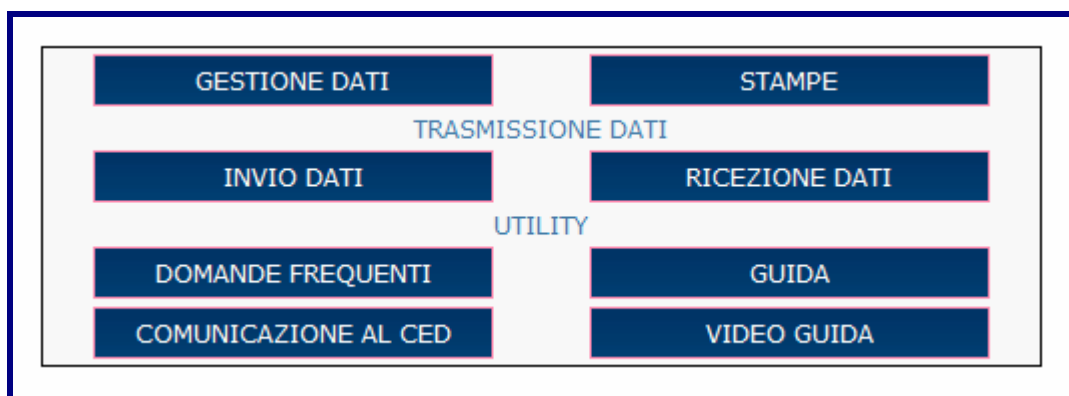 GESTIONE DATI
STAMPE
TRASMISSIONE DATI
INVIO DATI
RICEZIONE DATI
UTILITY
DOMANDE FREQUENTI
GUIDA
COMUNICAZIONE AL CED
VIDEO GUIDA